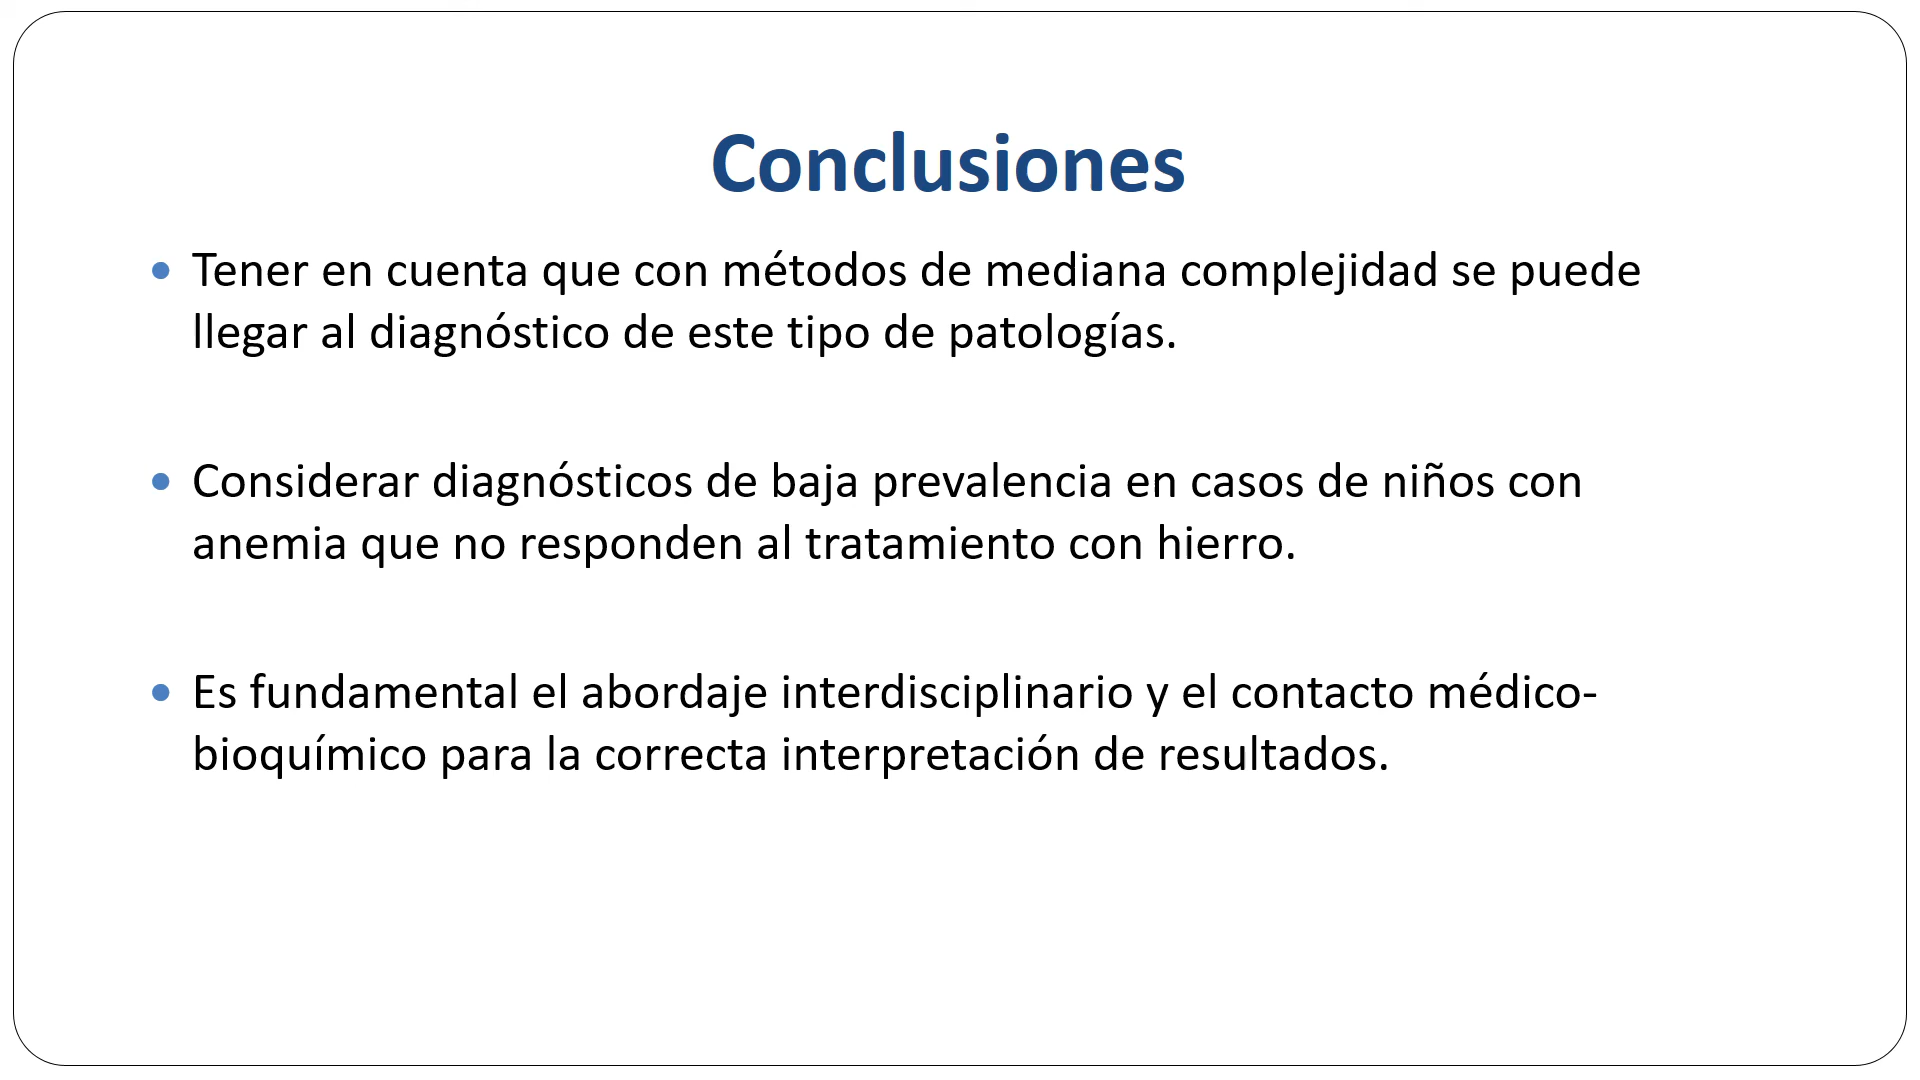 Conclusiones
• Tener en cuenta que con métodos de mediana complejidad se puede
llegar al diagnóstico de este tipo de patologías.
• Considerar diagnósticos de baja prevalencia en casos de niños con
anemia que no responden al tratamiento con hierro.
• Es fundamental el abordaje interdisciplinario y el contacto médico-
bioquímico para la correcta interpretación de resultados.